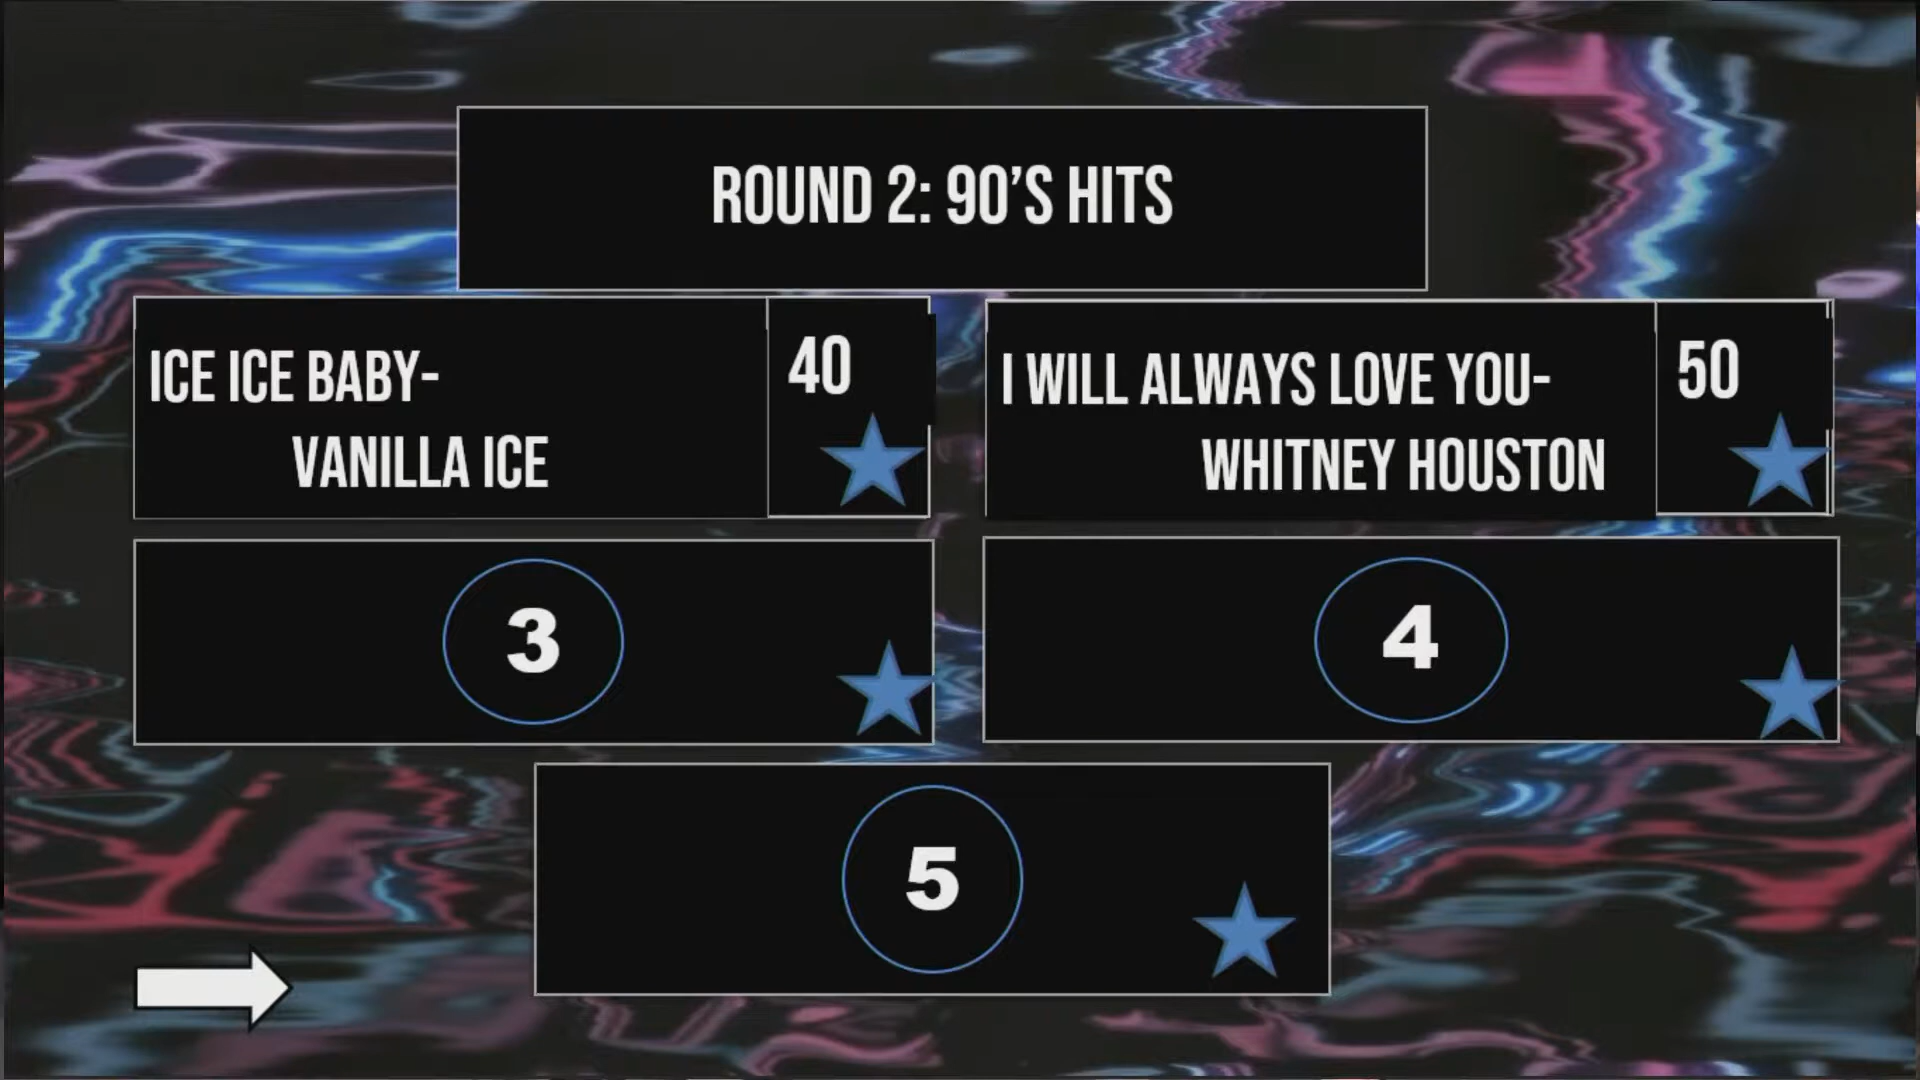 ROUND 2: 90'S HITS
ICE ICE BABY-
VANILLA ICE
40
I WILL ALWAYS LOVE YOU-
WHITNEY HOUSTON
50
3
4
5